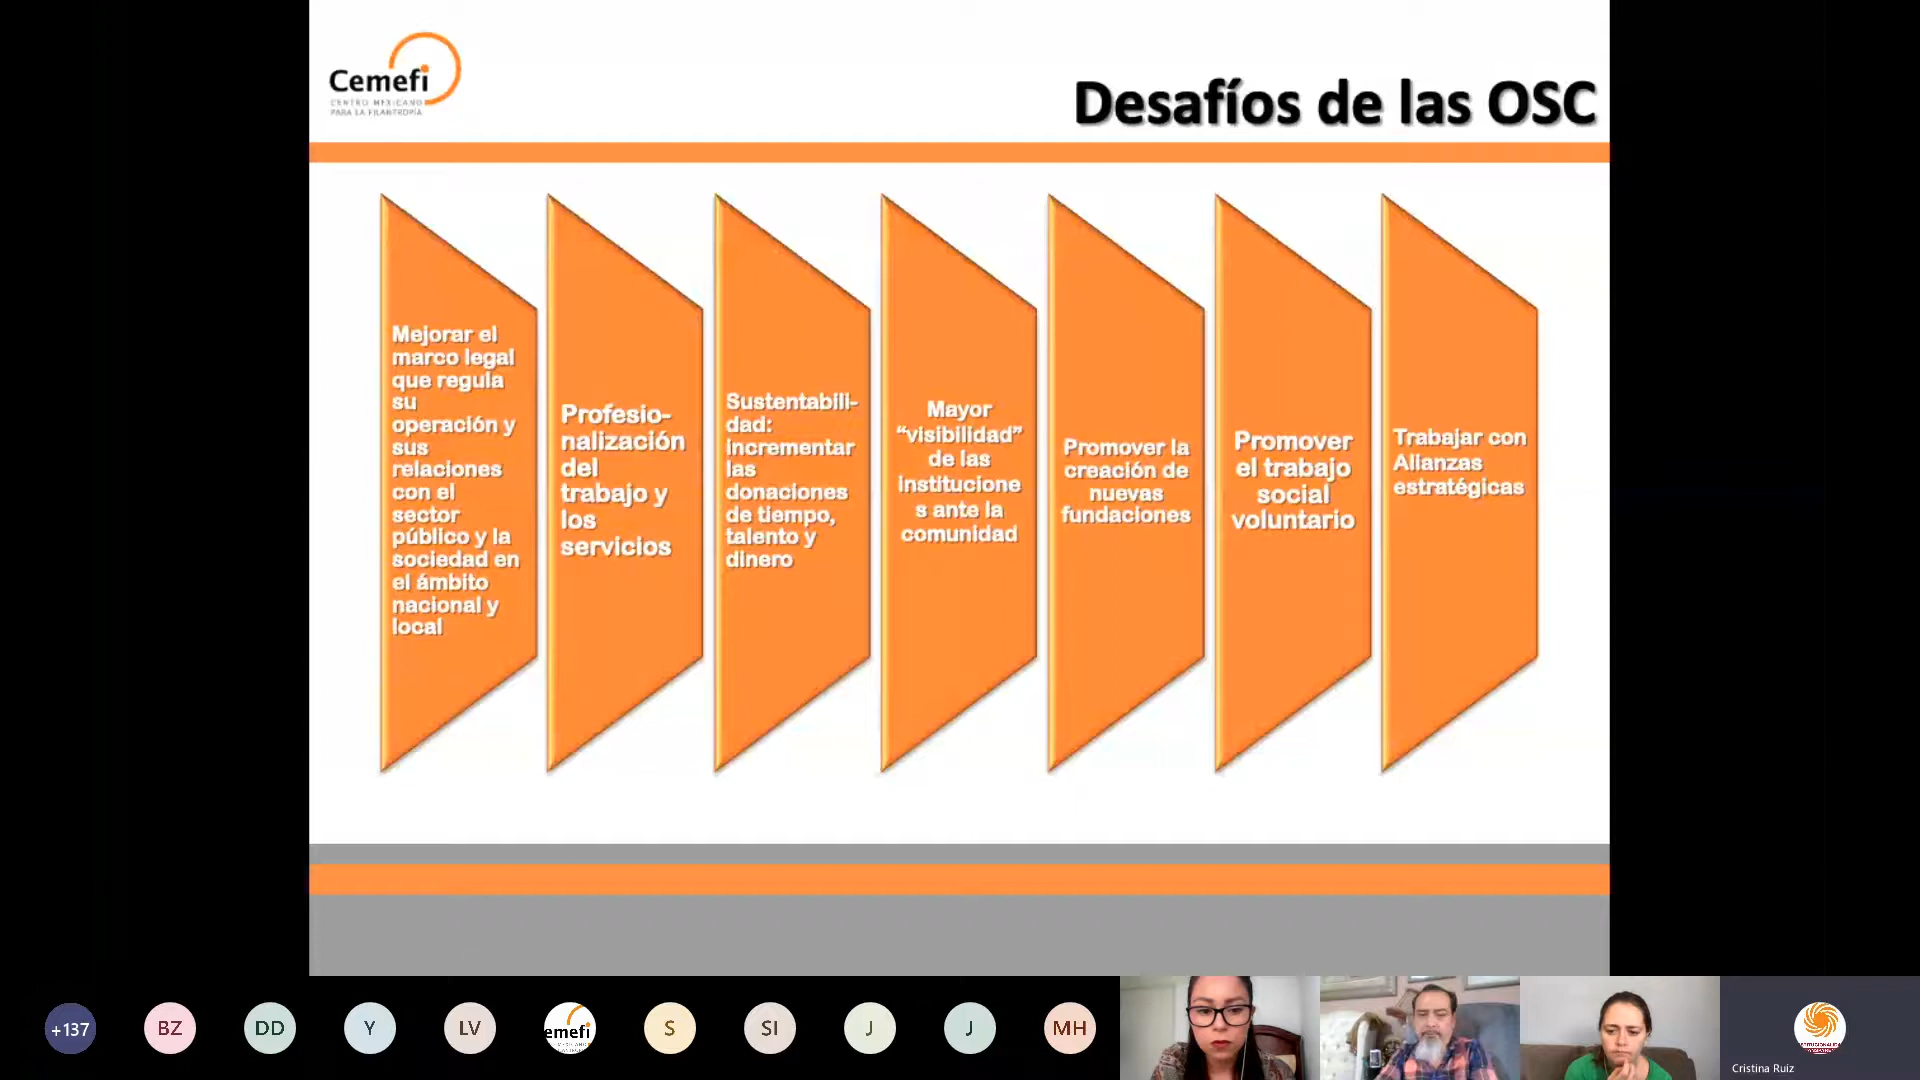 Cemefi
CENTRO MEXICANO
PARA LA FILANTROPÍA
Desafíos de las OSC
Mejorar el
marco legal
que regula
su
operación y
sus
relaciones
con el
sector
público y la
sociedad en
el ámbito
nacional y
local
Profesio-
nalización
del
trabajo y
los
servicios
Sustentabili-
dad:
Incrementar
las
donaciones
de tiempo,
talento y
dinero
Mayor
“visibilidad”
de las
institucione
s ante la
comunidad
Promover la
creación de
nuevas
fundaciones
Promover
el trabajo
social
voluntario
Trabajar con
Alianzas
estratégicas
+137
BZ
DD
Y
LV
emefi
S
SI
J
J
MH
Cristina Ruiz